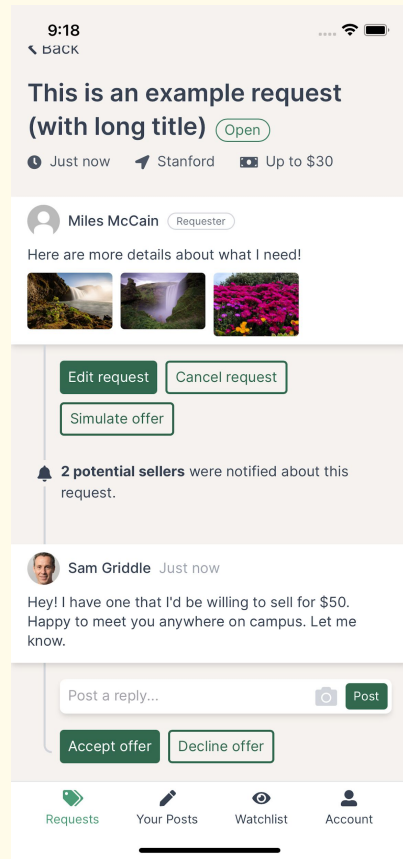 9:18
Back
This is an example request
(with long title) Open
Just now Stanford Up to $30
Miles McCain Requester
Here are more details about what I need!
Edit request Cancel request
Simulate offer
2 potential sellers were notified about this
request.
Sam Griddle Just now
Hey! I have one that I'd be willing to sell for $50.
Happy to meet you anywhere on campus. Let me
know.
Post a reply... Post
Accept offer Decline offer
Requests Your Posts Watchlist Account